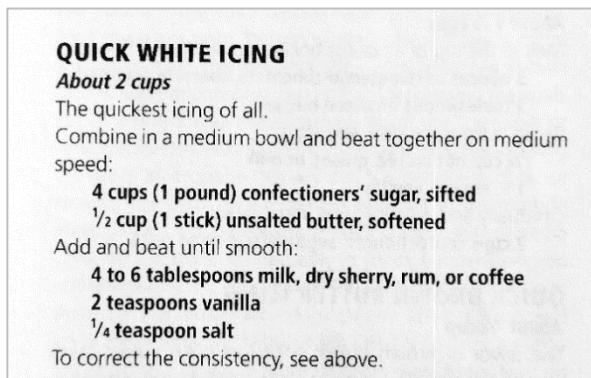 QUICK WHITE ICING
About 2 cups
The quickest icing of all.
Combine in a medium bowl and beat together on medium
speed:
4 cups (1 pound) confectioners’ sugar, sifted
1/2 cup (1 stick) unsalted butter, softened
Add and beat until smooth:
4 to 6 tablespoons milk, dry sherry, rum, or coffee
2 teaspoons vanilla
1/4 teaspoon salt
To correct the consistency, see above.